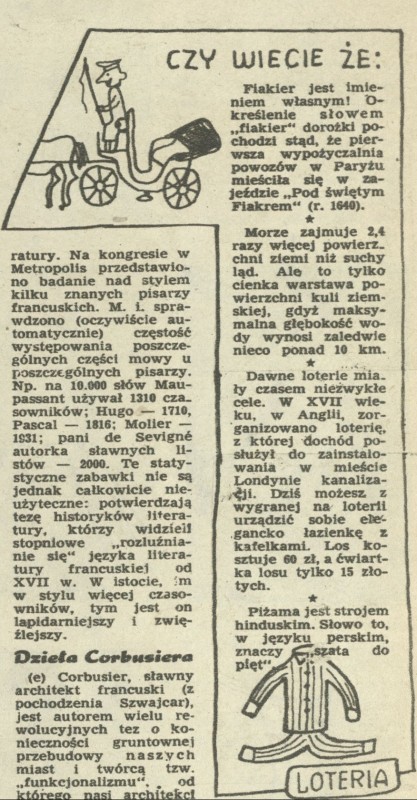 CZY WIECIE ŻE:
Fiakier jest imie-
niem własnym! O-
kreślenie słowem
„fiakier" dorożki po-
chodzi stąd, że pier-
wsza wypożyczalnia
powozów w Paryżu
mieściła się w za-
jeździe „Pod świętym
Fiakrem" (r. 1640).
★
Morze zajmuje 2,4
razy więcej powierz-
chni ziemi niż suchy
ląd. Ale to tylko
cienka warstawa po-
wierzchni kuli ziem-
skiej, gdyż maksy-
malna głębokość wo-
dy wynosi zaledwie
nieco ponad 10 km.
★
Dawne loterie mia-
ły czasem niezwykłe
cele. W XVII wie-
ku, w Anglii, zor-
ganizowano loterię,
z której dochód po-
służył do zainstalo-
wania w mieście
Londynie kanaliza-
cji. Dziś możesz z
wygranej na loterii
urządzić sobie ele-
gancko łazienkę z
kafelkami. Los ko-
sztuje 60 zł, a ćwiart-
ka losu tylko 15 zło-
tych.
★
Piżama jest strojem
hinduskim. Słowo to,
w języku perskim,
znaczy „szata do
pięt".
LOTERIA
ratury. Na kongresie w
Metropolis przedstawio-
no badanie nad stylem
kilku znanych pisarzy
francuskich. M. i. spra-
wdzono (oczywiście au-
tomatycznie) częstość
występowania poszcze-
gólnych części mowy u
poszczególnych pisarzy.
Np. na 10.000 słów Mau-
passant używał 1310 cza-
sowników; Hugo — 1710,
Pascal — 1816; Molier —
1931; pani de Sevigné
autorka sławnych li-
stów — 2000. Te staty-
styczne zabawki nie są
jednak całkowicie nie-
użyteczne: potwierdzają
tezę historyków litera-
tury, którzy widzieli
stopniowe „rozluźnia-
nie się" języka litera-
tury francuskiej od
XVII w. W istocie, im
w stylu więcej czaso-
wników, tym jest on
lapidarniejszy i zwię-
źlejszy.
Dzieła Corbusiera
(e) Corbusier, sławny
architekt francuski (z
pochodzenia Szwajcar),
jest autorem wielu re-
wolucyjnych tez o ko-
nieczności gruntownej
przebudowy naszych
miast i twórcą tzw.
„funkcjonalizmu", od
którego nasi architekci